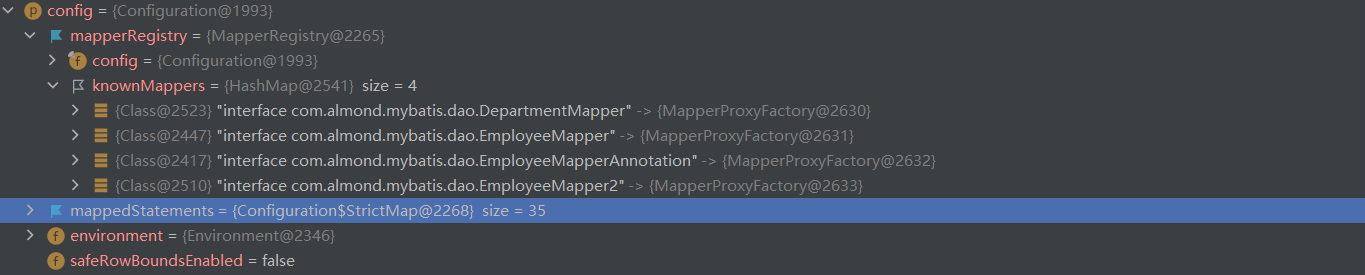 p config = {Configuration@1993}
mapperRegistry = {MapperRegistry@2265}
f config = {Configuration@1993}
knownMappers = {HashMap@2541} size = 4
{Class@2523} "interface com.almond.mybatis.dao.DepartmentMapper" -> {MapperProxyFactory@2630}
{Class@2447} "interface com.almond.mybatis.dao.EmployeeMapper" -> {MapperProxyFactory@2631}
{Class@2417} "interface com.almond.mybatis.dao.EmployeeMapperAnnotation" -> {MapperProxyFactory@2632}
{Class@2510} "interface com.almond.mybatis.dao.EmployeeMapper2" -> {MapperProxyFactory@2633}
mappedStatements = {Configuration$StrictMap@2268} size = 35
f environment = {Environment@2346}
f safeRowBoundsEnabled = false